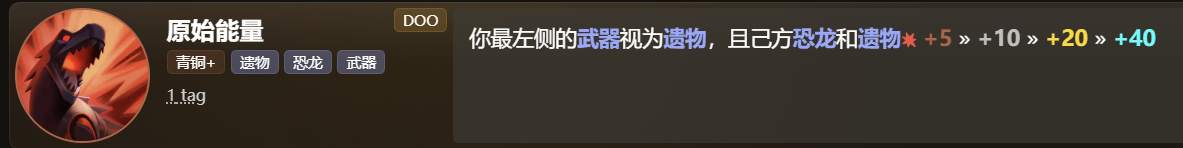 原始能量
DOO
青铜+ 遗物 恐龙 武器
1 tag
你最左侧的武器视为遗物，且己方恐龙和遗物 +5 » +10 » +20 » +40